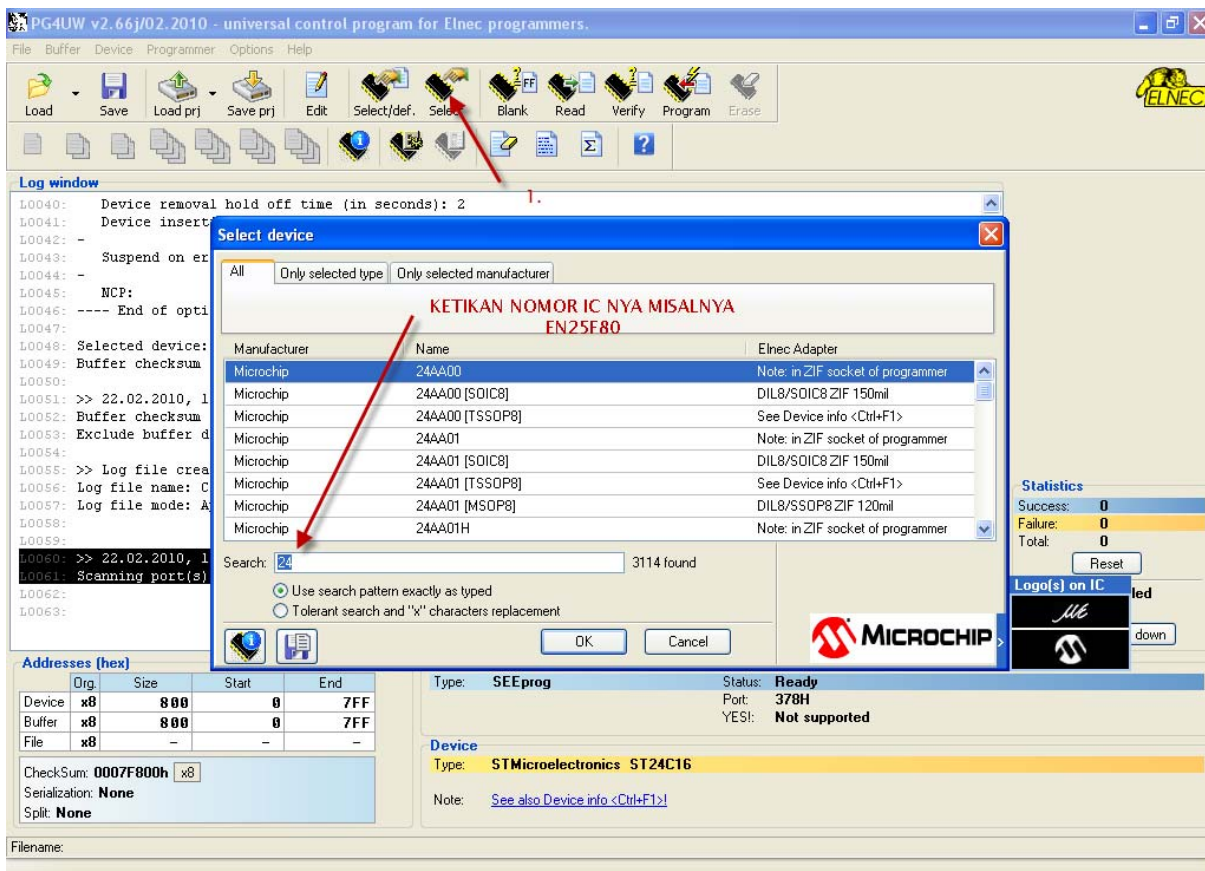 PG4UW v2.66j/02.2010 - universal control program for Elnec programmers.
File Buffer Device Programmer Options Help
Load Save Load prj Save prj Edit Select/def. Select Blank Read Verify Program Erase
ELNEC
1.
Log window
L0040: Device removal hold off time (in seconds): 2
L0041: Device insert
L0042: -
L0043: Suspend on er
L0044: -
L0045: NCP:
L0046: ---- End of opti
L0047:
L0048: Selected device:
L0049: Buffer checksum
L0050:
L0051: >> 22.02.2010, 1
L0052: Buffer checksum
L0053: Exclude buffer d
L0054:
L0055: >> Log file crea
L0056: Log file name: C
L0057: Log file mode: A
L0058:
L0059:
L0060: >> 22.02.2010, 1
L0061: Scanning port(s)
L0062:
L0063:
Select device
All Only selected type Only selected manufacturer
KETIKAN NOMOR IC NYA MISALNYA
EN25F80
Manufacturer Name Elnec Adapter
Microchip 24AA00 Note: in ZIF socket of programmer
Microchip 24AA00 [SOIC8] DIL8/SOIC8 ZIF 150mil
Microchip 24AA00 [TSSOP8] See Device info <Ctrl+F1>
Microchip 24AA01 Note: in ZIF socket of programmer
Microchip 24AA01 [SOIC8] DIL8/SOIC8 ZIF 150mil
Microchip 24AA01 [TSSOP8] See Device info <Ctrl+F1>
Microchip 24AA01 [MSOP8] DIL8/SSOP8 ZIF 120mil
Microchip 24AA01H Note: in ZIF socket of programmer
Search: 24 3114 found
Use search pattern exactly as typed
Tolerant search and "x" characters replacement
OK Cancel
MICROCHIP
Logo(s) on IC
Statistics
Success: 0
Failure: 0
Total: 0
Reset
led
down
Addresses (hex)
Org. Size Start End
Device x8 800 0 7FF
Buffer x8 800 0 7FF
File x8 - - -
CheckSum: 0007F800h x8
Serialization: None
Split: None
Type: SEEprog Status: Ready
Port: 378H
YES!: Not supported
Device
Type: STMicroelectronics ST24C16
Note: See also Device info <Ctrl+F1>!
Filename: